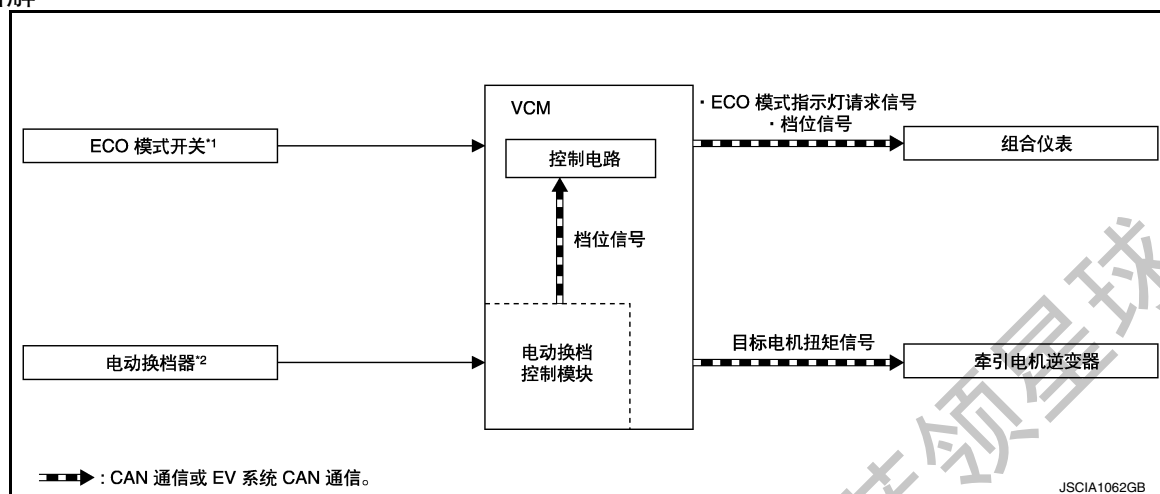 VCM
ECO 模式开关*1
控制电路
・ECO 模式指示灯请求信号
・档位信号
组合仪表
档位信号
电动换档器*2
电动换档
控制模块
目标电机扭矩信号
牵引电机逆变器
: CAN 通信或 EV 系统 CAN 通信。
JSCIA1062GB
领星球